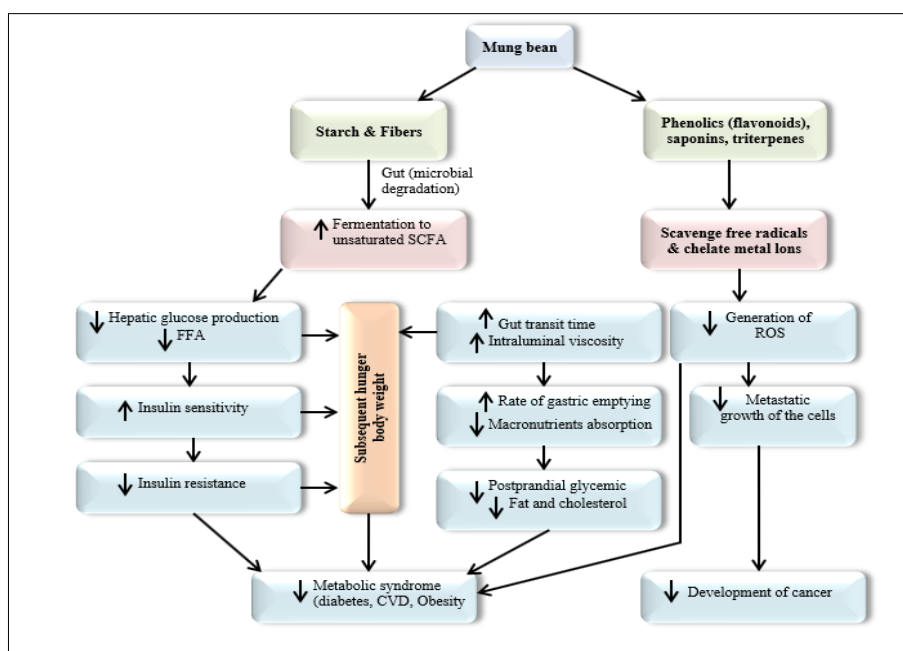 Mung bean
Starch & Fibers
Phenolics (flavonoids),
saponins, triterpenes
Gut (microbial
degradation)
↑ Fermentation to
unsaturated SCFA
Scavenge free radicals
& chelate metal lons
↓ Hepatic glucose production
↓ FFA
Subsequent hunger
body weight
↑ Gut transit time
↑ Intraluminal viscosity
↓ Generation of
ROS
↑ Insulin sensitivity
↑ Rate of gastric emptying
↓ Macronutrients absorption
↓ Metastatic
growth of the cells
↓ Insulin resistance
↓ Postprandial glycemic
↓ Fat and cholesterol
↓ Metabolic syndrome
(diabetes, CVD, Obesity
↓ Development of cancer